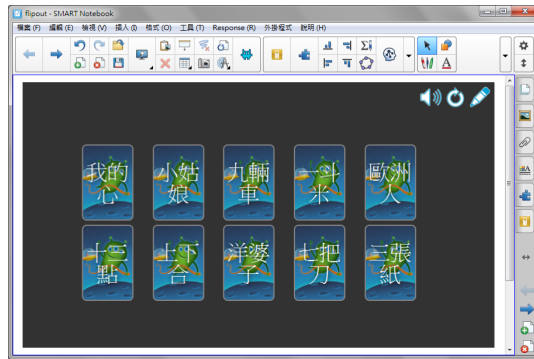 flipout - SMART Notebook
檔案 (F) 編輯 (E) 檢視 (V) 插入 (I) 格式 (O) 工具 (T) Response (R) 外掛程式 說明 (H)
我的
心
小姑
娘
九輛
車
一斗
米
歐洲
人
十三
點
上下
合
洋婆
子
七把
刀
三張
紙